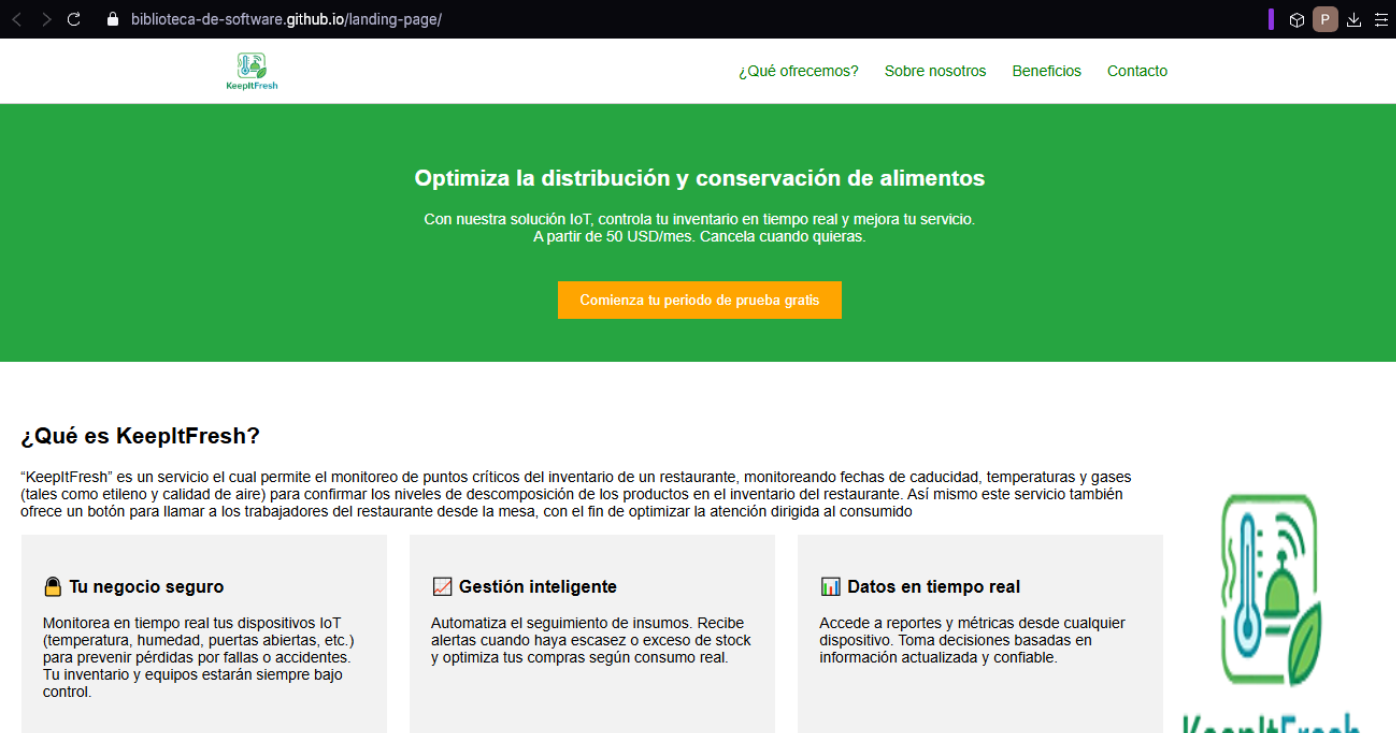 biblioteca-de-software.github.io/landing-page/
P
KeepItFresh
¿Qué ofrecemos? Sobre nosotros Beneficios Contacto
Optimiza la distribución y conservación de alimentos
Con nuestra solución IoT, controla tu inventario en tiempo real y mejora tu servicio.
A partir de 50 USD/mes. Cancela cuando quieras.
Comienza tu periodo de prueba gratis
¿Qué es KeepItFresh?
“KeepItFresh” es un servicio el cual permite el monitoreo de puntos críticos del inventario de un restaurante, monitoreando fechas de caducidad, temperaturas y gases
(tales como etileno y calidad de aire) para confirmar los niveles de descomposición de los productos en el inventario del restaurante. Así mismo este servicio también
ofrece un botón para llamar a los trabajadores del restaurante desde la mesa, con el fin de optimizar la atención dirigida al consumido
Tu negocio seguro
Monitorea en tiempo real tus dispositivos IoT
(temperatura, humedad, puertas abiertas, etc.)
para prevenir pérdidas por fallas o accidentes.
Tu inventario y equipos estarán siempre bajo
control.
Gestión inteligente
Automatiza el seguimiento de insumos. Recibe
alertas cuando haya escasez o exceso de stock
y optimiza tus compras según consumo real.
Datos en tiempo real
Accede a reportes y métricas desde cualquier
dispositivo. Toma decisiones basadas en
información actualizada y confiable.
KeepItFresh